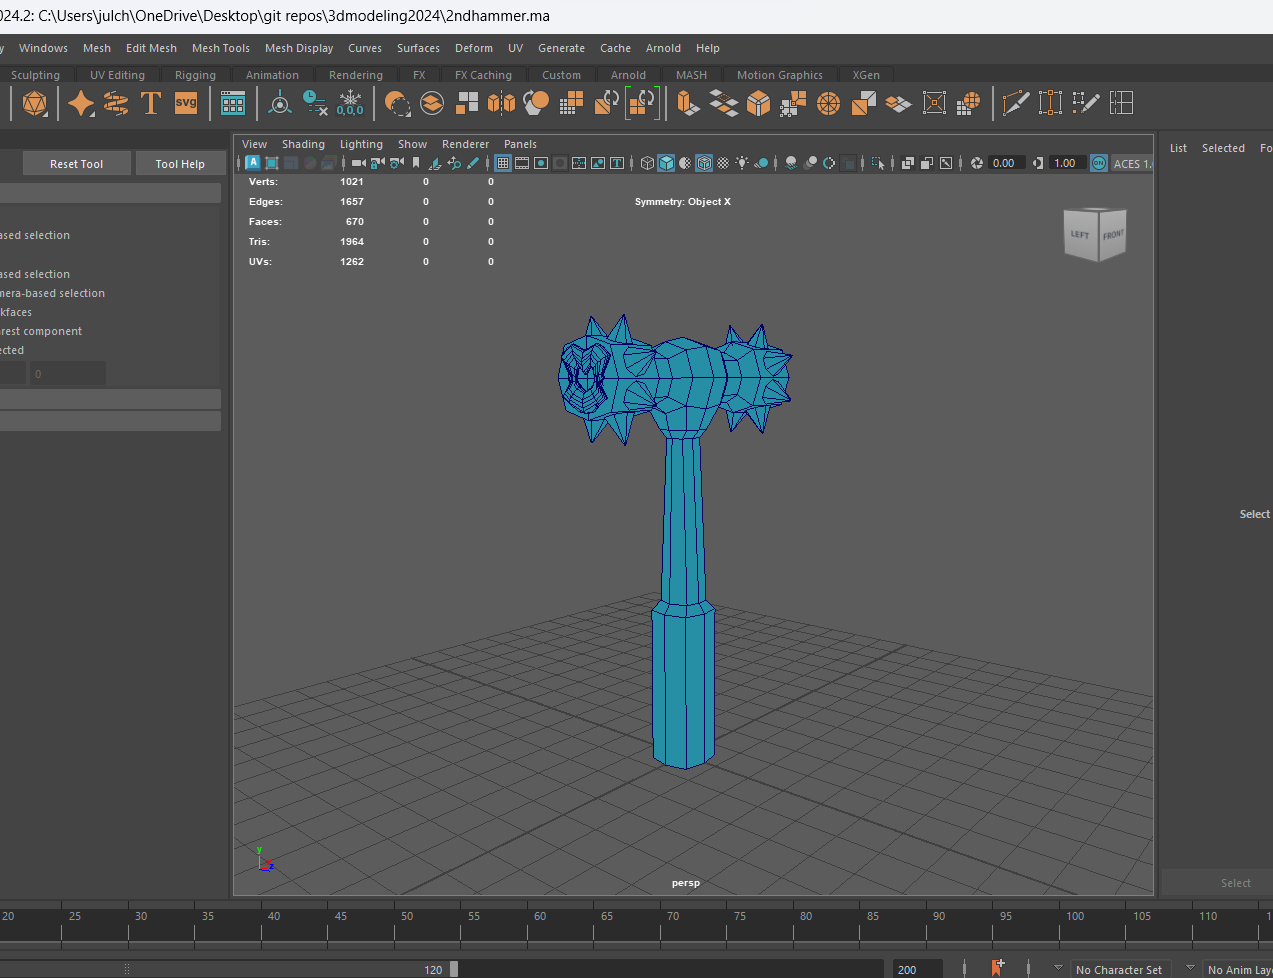 024.2: C:\Users\julch\OneDrive\Desktop\git repos\3dmodeling2024\2ndhammer.ma
y Windows Mesh Edit Mesh Mesh Tools Mesh Display Curves Surfaces Deform UV Generate Cache Arnold Help
Sculpting UV Editing Rigging Animation Rendering FX FX Caching Custom Arnold MASH Motion Graphics XGen
T svg 0,0,0
View Shading Lighting Show Renderer Panels
List Selected Fo
Reset Tool Tool Help
A T 0.00 1.00 ON ACES 1.
Verts: 1021 0 0
Edges: 1657 0 0
Symmetry: Object X
Faces: 670 0 0
Tris: 1964 0 0
UVs: 1262 0 0
LEFT FRONT
ased selection
ased selection
mera-based selection
kfaces
rest component
ected
0
Select
y
z
persp
Select
20 25 30 35 40 45 50 55 60 65 70 75 80 85 90 95 100 105 110 1
120 200 No Character Set No Anim Lay